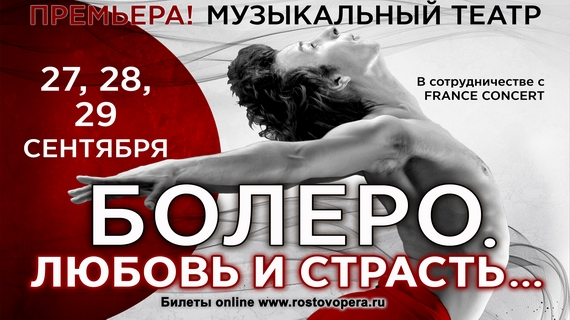 ПРЕМЬЕРА! МУЗЫКАЛЬНЫЙ ТЕАТР
27, 28,
29
СЕНТЯБРЯ
В сотрудничестве с
FRANCE CONCERT
БОЛЕРО.
ЛЮБОВЬ И СТРАСТЬ...
Билеты online www.rostovopera.ru